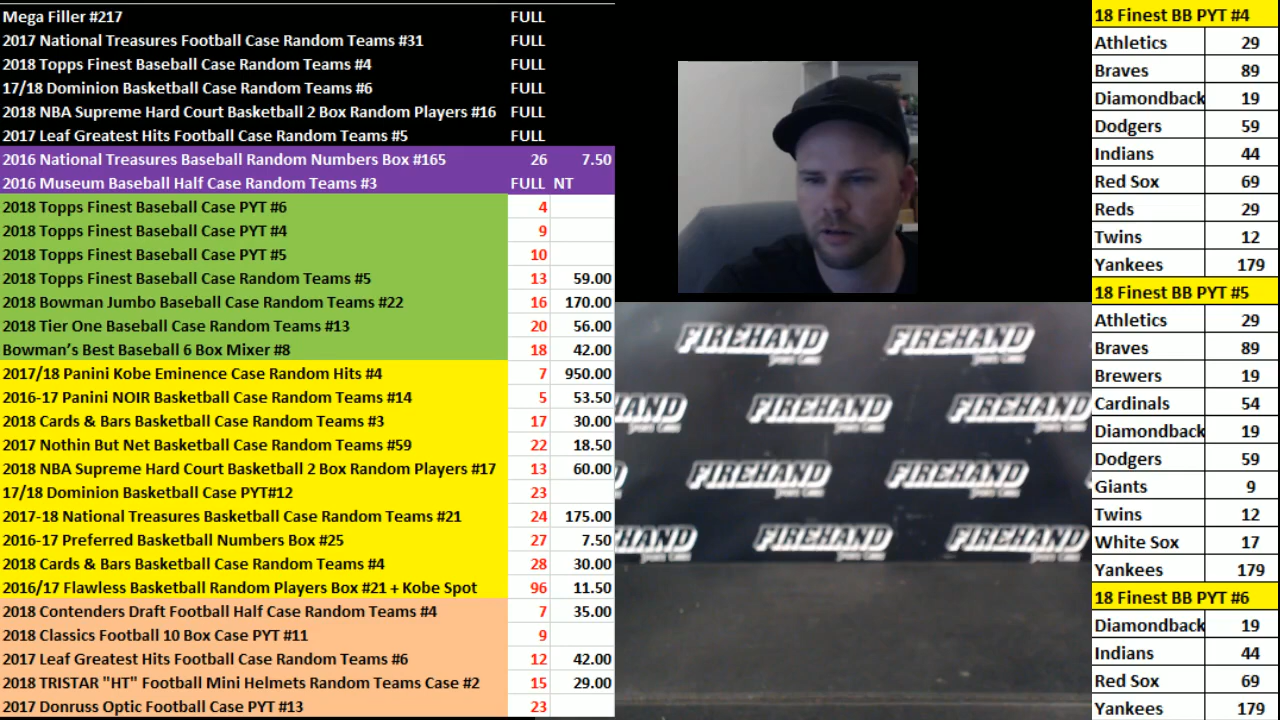 Mega Filler #217 FULL
2017 National Treasures Football Case Random Teams #31 FULL
2018 Topps Finest Baseball Case Random Teams #4 FULL
17/18 Dominion Basketball Case Random Teams #6 FULL
2018 NBA Supreme Hard Court Basketball 2 Box Random Players #16 FULL
2017 Leaf Greatest Hits Football Case Random Teams #5 FULL
2016 National Treasures Baseball Random Numbers Box #165 26 7.50
2016 Museum Baseball Half Case Random Teams #3 FULL NT
2018 Topps Finest Baseball Case PYT #6 4
2018 Topps Finest Baseball Case PYT #4 9
2018 Topps Finest Baseball Case PYT #5 10
2018 Topps Finest Baseball Case Random Teams #5 13 59.00
2018 Bowman Jumbo Baseball Case Random Teams #22 16 170.00
2018 Tier One Baseball Case Random Teams #13 20 56.00
Bowman’s Best Baseball 6 Box Mixer #8 18 42.00
2017/18 Panini Kobe Eminence Case Random Hits #4 7 950.00
2016-17 Panini NOIR Basketball Case Random Teams #14 5 53.50
2018 Cards & Bars Basketball Case Random Teams #3 17 30.00
2017 Nothin But Net Basketball Case Random Teams #59 22 18.50
2018 NBA Supreme Hard Court Basketball 2 Box Random Players #17 13 60.00
17/18 Dominion Basketball Case PYT#12 23
2017-18 National Treasures Basketball Case Random Teams #21 24 175.00
2016-17 Preferred Basketball Numbers Box #25 27 7.50
2018 Cards & Bars Basketball Case Random Teams #4 28 30.00
2016/17 Flawless Basketball Random Players Box #21 + Kobe Spot 96 11.50
2018 Contenders Draft Football Half Case Random Teams #4 7 35.00
2018 Classics Football 10 Box Case PYT #11 9
2017 Leaf Greatest Hits Football Case Random Teams #6 12 42.00
2018 TRISTAR "HT" Football Mini Helmets Random Teams Case #2 15 29.00
2017 Donruss Optic Football Case PYT #13 23
FIREHAND FIREHAND
HAND FIREHAND FIREHAND
FIREHAND FIREHAND
HAND FIREHAND FIREHAND
18 Finest BB PYT #4
Athletics 29
Braves 89
Diamondback 19
Dodgers 59
Indians 44
Red Sox 69
Reds 29
Twins 12
Yankees 179
18 Finest BB PYT #5
Athletics 29
Braves 89
Brewers 19
Cardinals 54
Diamondback 19
Dodgers 59
Giants 9
Twins 12
White Sox 17
Yankees 179
18 Finest BB PYT #6
Diamondback 19
Indians 44
Red Sox 69
Yankees 179